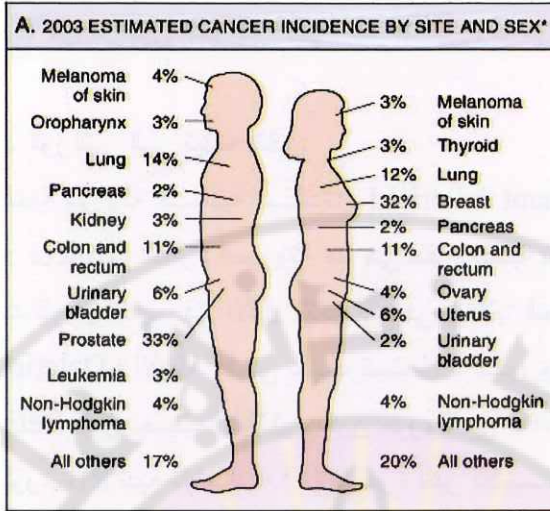 A. 2003 ESTIMATED CANCER INCIDENCE BY SITE AND SEX*
Melanoma 4%
of skin
Oropharynx 3%
Lung 14%
Pancreas 2%
Kidney 3%
Colon and 11%
rectum
Urinary 6%
bladder
Prostate 33%
Leukemia 3%
Non-Hodgkin 4%
lymphoma
All others 17%
3% Melanoma
of skin
3% Thyroid
12% Lung
32% Breast
2% Pancreas
11% Colon and
rectum
4% Ovary
6% Uterus
2% Urinary
bladder
4% Non-Hodgkin
lymphoma
20% All others